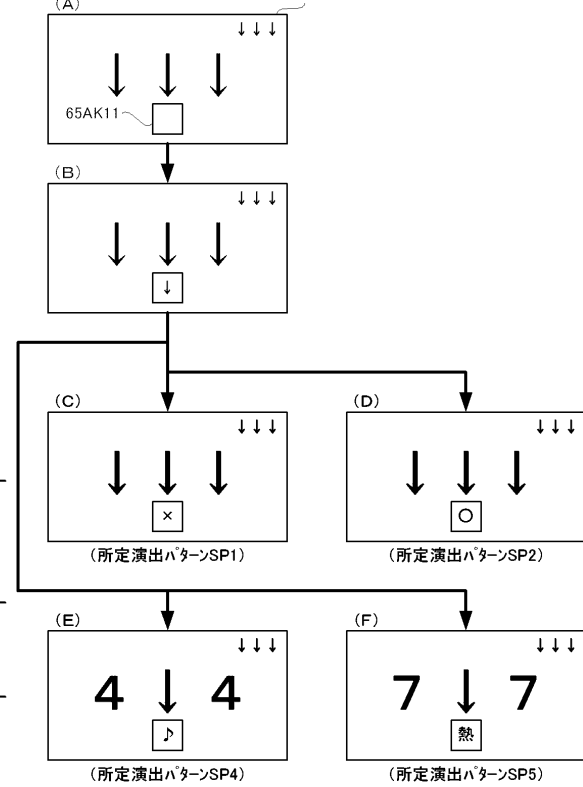 (A)
↓↓↓
↓ ↓ ↓
65AK11
(B)
↓↓↓
↓ ↓ ↓
↓
(C)
↓↓↓
↓ ↓ ↓
×
(所定演出パターンSP1)
(D)
↓↓↓
↓ ↓ ↓
○
(所定演出パターンSP2)
(E)
↓↓↓
4 ↓ 4
♪
(所定演出パターンSP4)
(F)
↓↓↓
7 ↓ 7
熱
(所定演出パターンSP5)